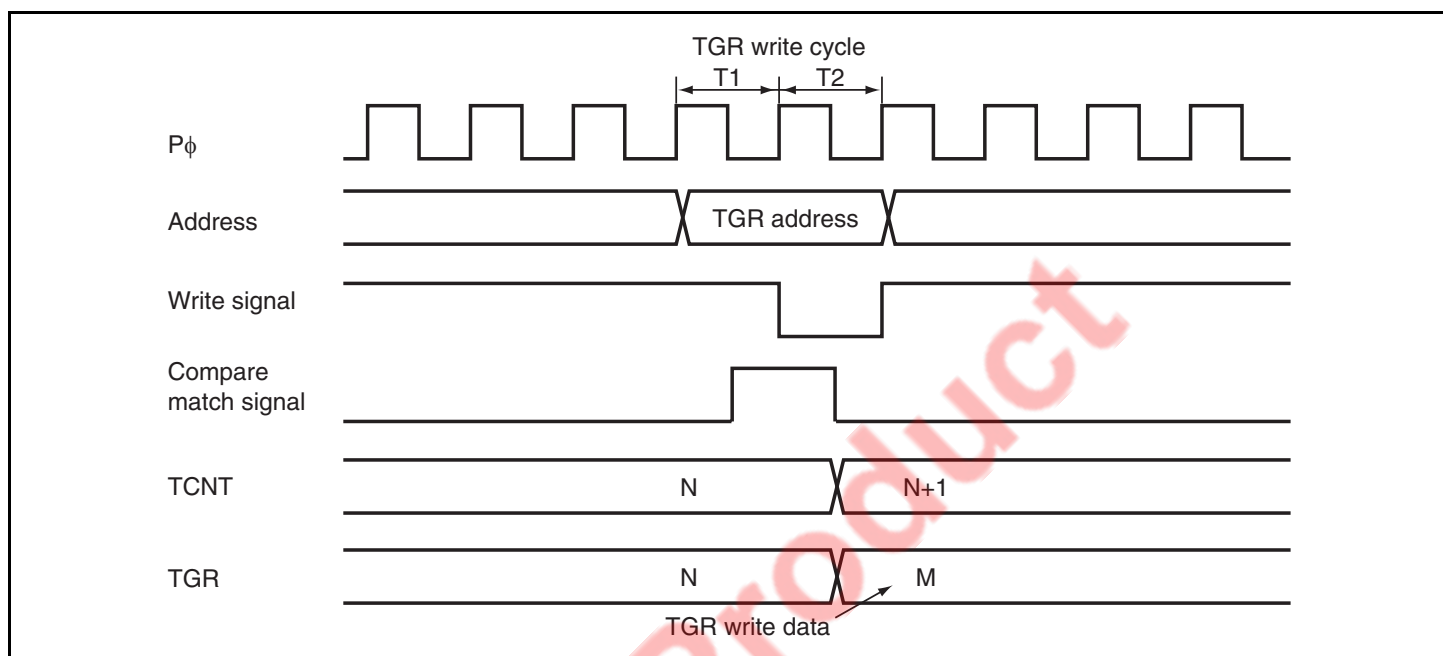 TGR write cycle
T1 T2
Pϕ
Address
TGR address
Write signal
Compare
match signal
TCNT
N
N+1
TGR
N
M
TGR write data
Product